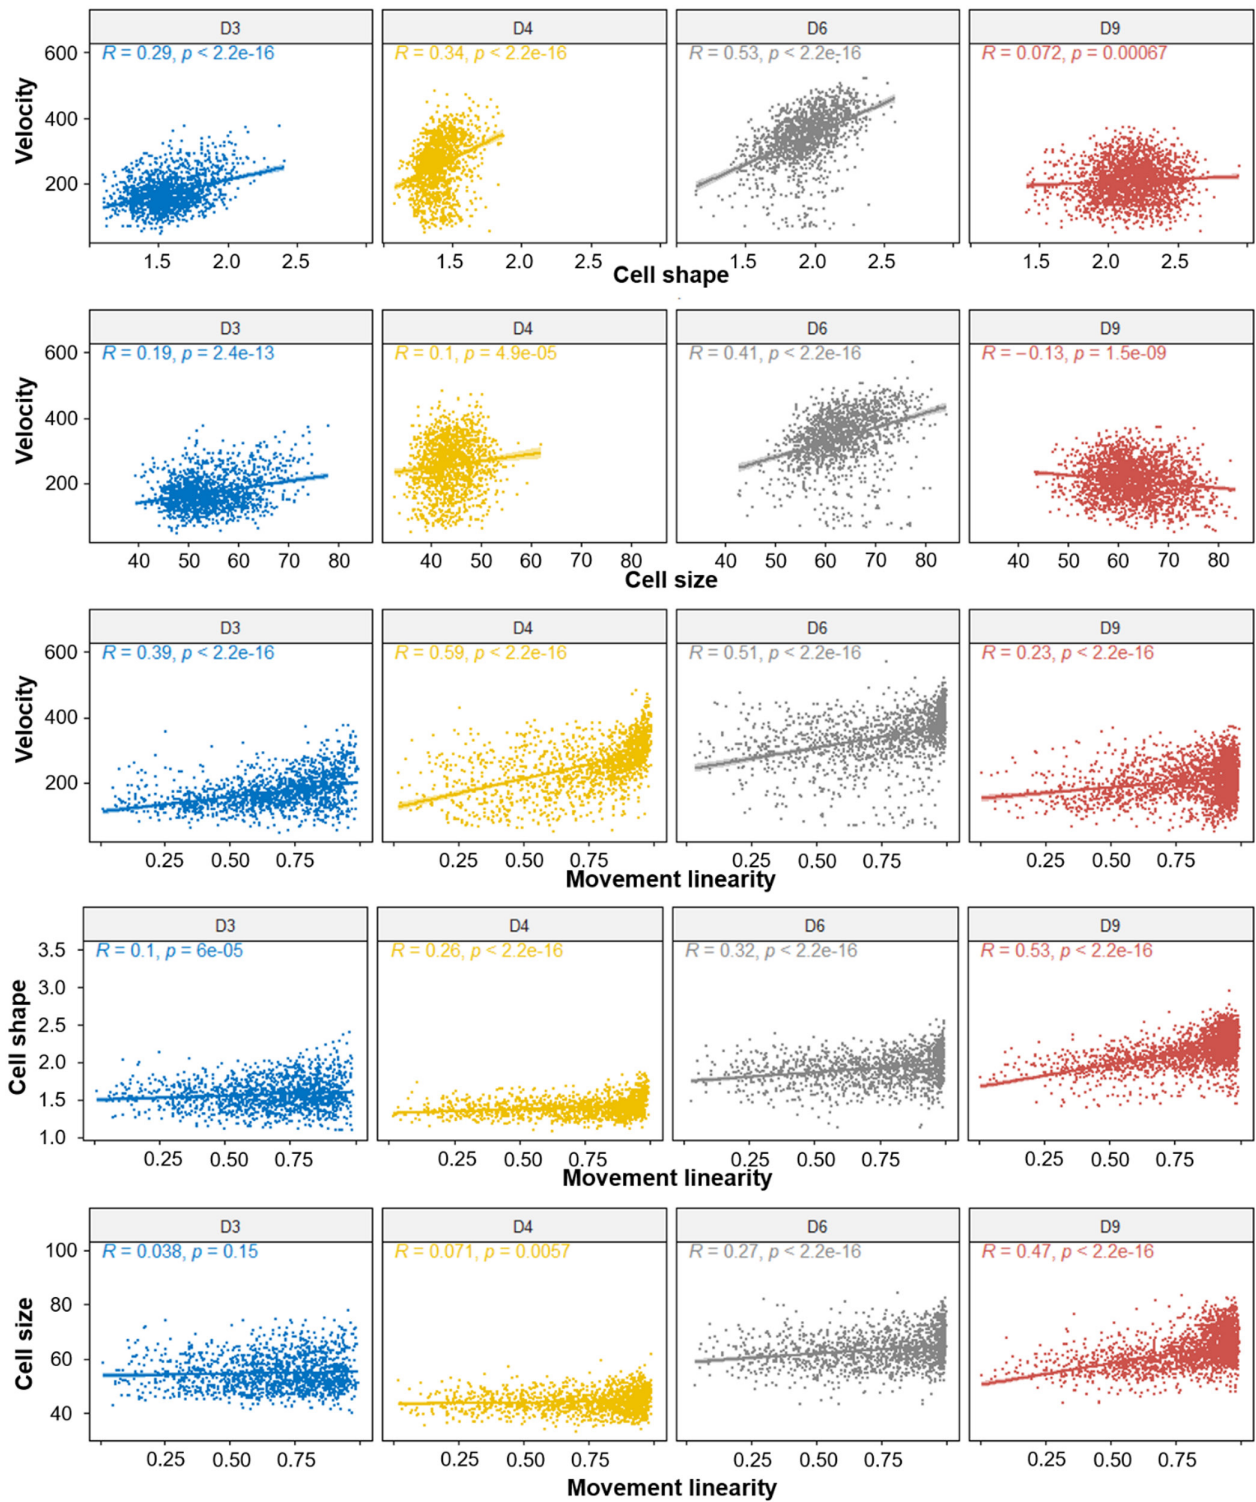 D3 D4 D6 D9
R = 0.29, p < 2.2e-16 R = 0.34, p < 2.2e-16 R = 0.53, p < 2.2e-16 R = 0.072, p = 0.00067
Velocity
600
400
200
1.5 2.0 2.5 1.5 2.0 2.5 1.5 2.0 2.5 1.5 2.0 2.5
Cell shape
D3 D4 D6 D9
R = 0.19, p = 2.4e-13 R = 0.1, p = 4.9e-05 R = 0.41, p < 2.2e-16 R = −0.13, p = 1.5e-09
Velocity
600
400
200
40 50 60 70 80 40 50 60 70 80 40 50 60 70 80 40 50 60 70 80
Cell size
D3 D4 D6 D9
R = 0.39, p < 2.2e-16 R = 0.59, p < 2.2e-16 R = 0.51, p < 2.2e-16 R = 0.23, p < 2.2e-16
Velocity
600
400
200
0.25 0.50 0.75 0.25 0.50 0.75 0.25 0.50 0.75 0.25 0.50 0.75
Movement linearity
D3 D4 D6 D9
R = 0.1, p = 6e-05 R = 0.26, p < 2.2e-16 R = 0.32, p < 2.2e-16 R = 0.53, p < 2.2e-16
Cell shape
3.5
3.0
2.5
2.0
1.5
1.0
0.25 0.50 0.75 0.25 0.50 0.75 0.25 0.50 0.75 0.25 0.50 0.75
Movement linearity
D3 D4 D6 D9
R = 0.038, p = 0.15 R = 0.071, p = 0.0057 R = 0.27, p < 2.2e-16 R = 0.47, p < 2.2e-16
Cell size
100
80
60
40
0.25 0.50 0.75 0.25 0.50 0.75 0.25 0.50 0.75 0.25 0.50 0.75
Movement linearity